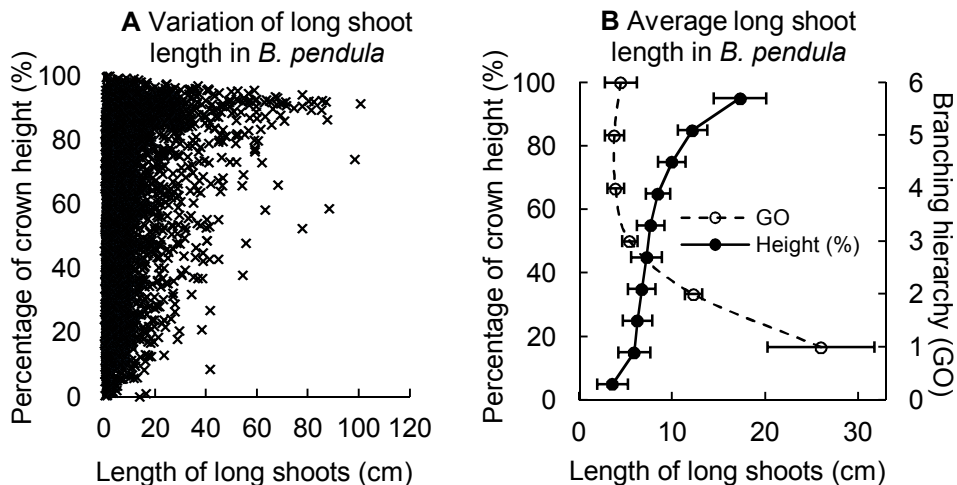 A Variation of long shoot
length in B. pendula
Percentage of crown height (%)
100
80
60
40
20
0
0 20 40 60 80 100 120
Length of long shoots (cm)
B Average long shoot
length in B. pendula
Percentage of crown height (%)
100
80
60
40
20
0
GO
Height (%)
6
5
4
3
2
1
0
Branching hierarchy (GO)
0 10 20 30
Length of long shoots (cm)